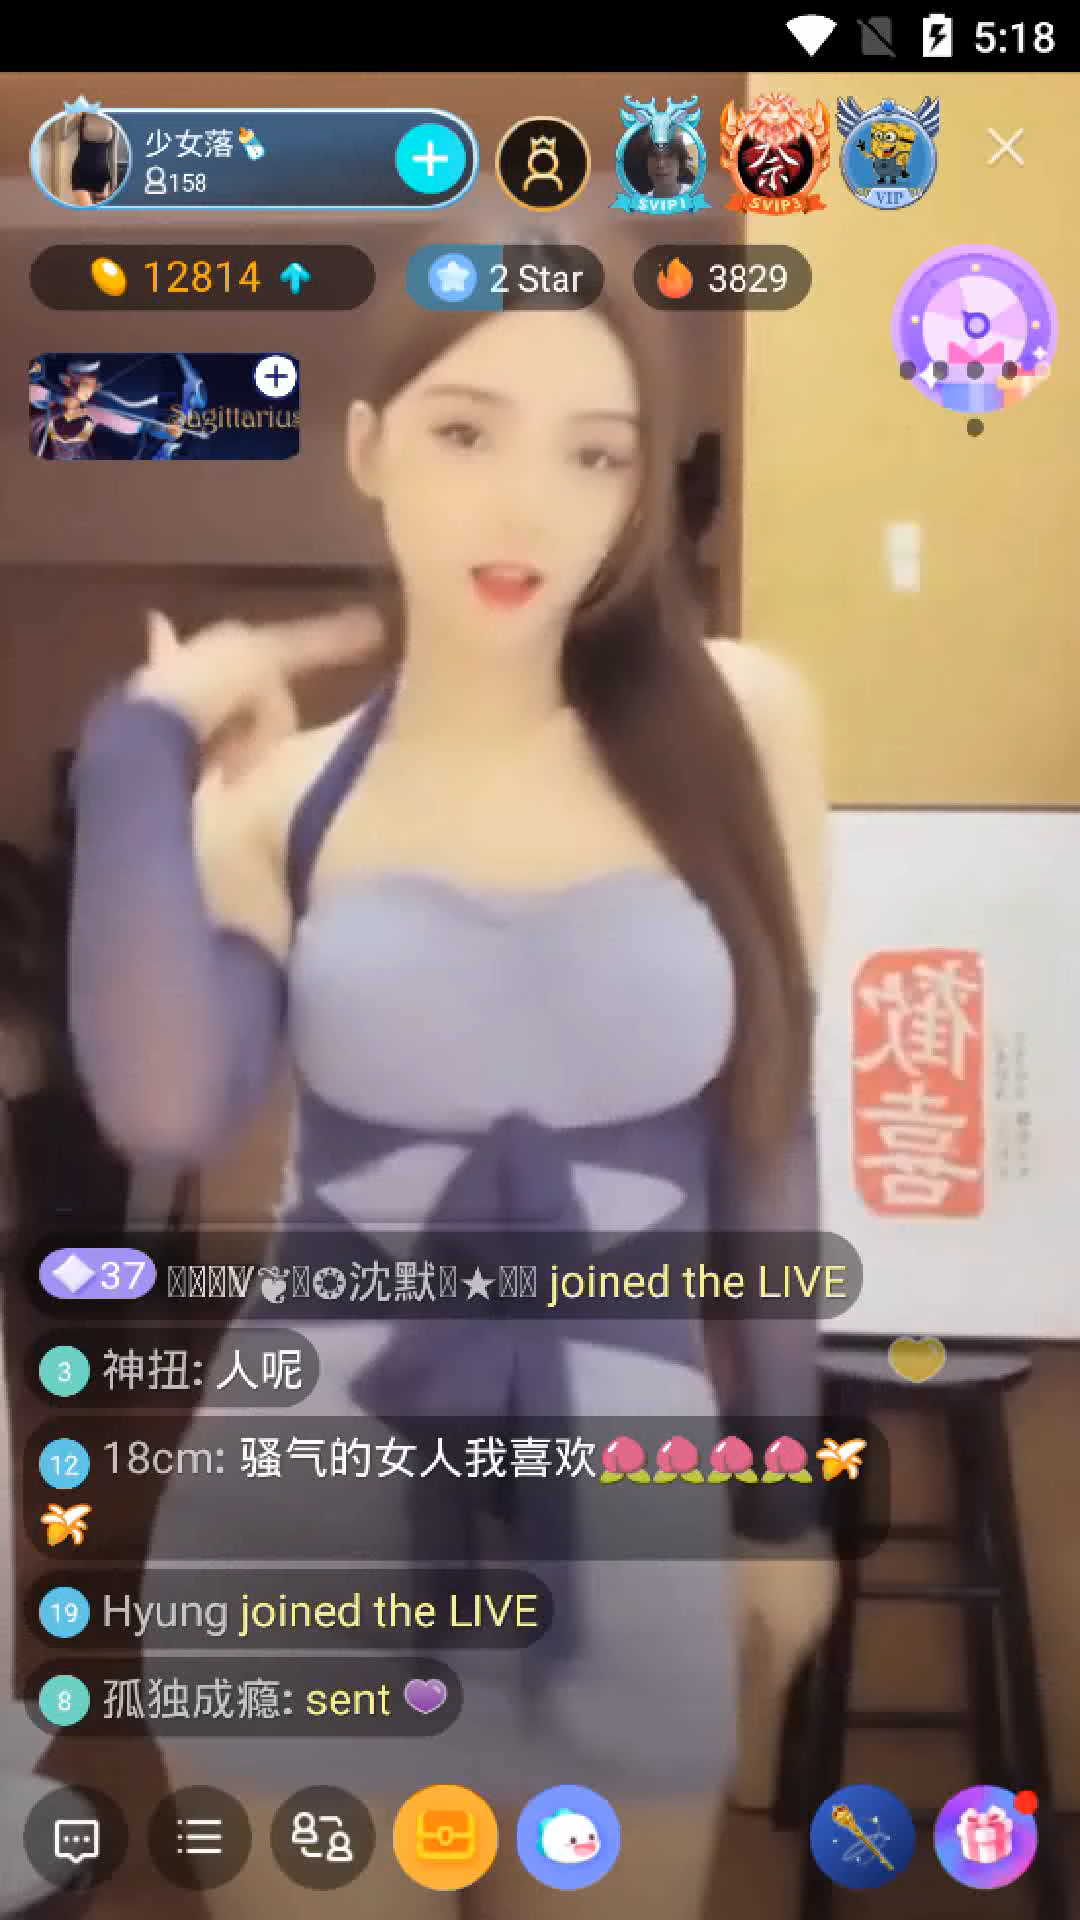 5:18
少女落🍼
158
SVIP1
SVIP3
VIP
12814
2 Star
3829
Sagittarius
歡
喜
37 V❦❂沈默★ joined the LIVE
3 神扭: 人呢
12 18cm: 骚气的女人我喜欢🍑🍑🍑🍑🍌
🍌
19 Hyung joined the LIVE
8 孤独成瘾: sent 💜